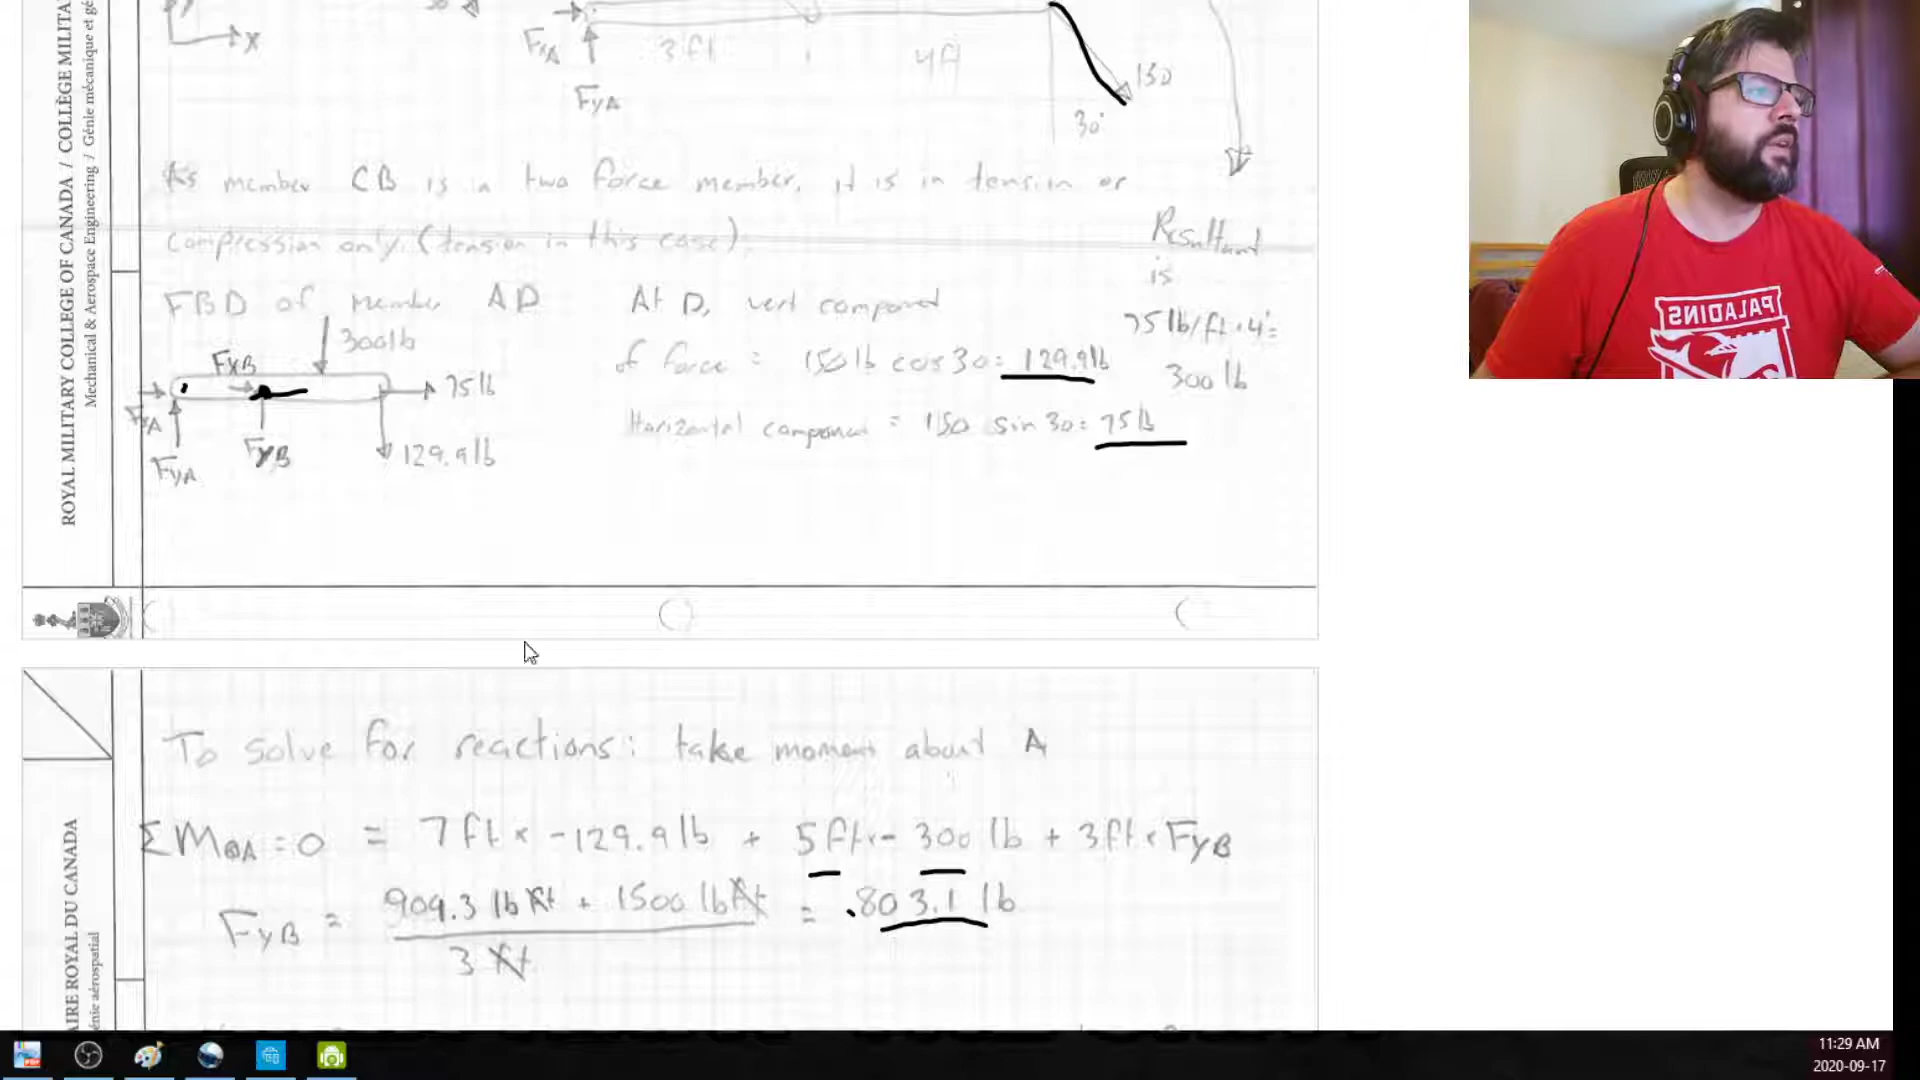 ROYAL MILITARY COLLEGE OF CANADA / COLLÈGE MILIT
Mechanical & Aerospace Engineering / Génie mécanique et gé
x
FxA
3 ft
4 ft
150
FyA
30°
As member CB is in two force member, it is in tension or
compression only. (tension in this case).
Resultant
is
75 lb/ft · 4' =
300 lb
FBD of member AD
At D, vert component
of force = 150 lb cos 30 = 129.9 lb
Horizontal component = 150 sin 30 = 75 lb
300 lb
FxB
75 lb
FxA
FyA
FyB
129.9 lb
PALADINS
To solve for reactions: take moment about A
ΣM@A = 0 = 7 ft × -129.9 lb + 5 ft × -300 lb + 3 ft × FyB
FyB = 909.3 lb ft + 1500 lb ft = 803.1 lb
3 ft
AIRE ROYAL DU CANADA
énie aérospatial
11:29 AM
2020-09-17